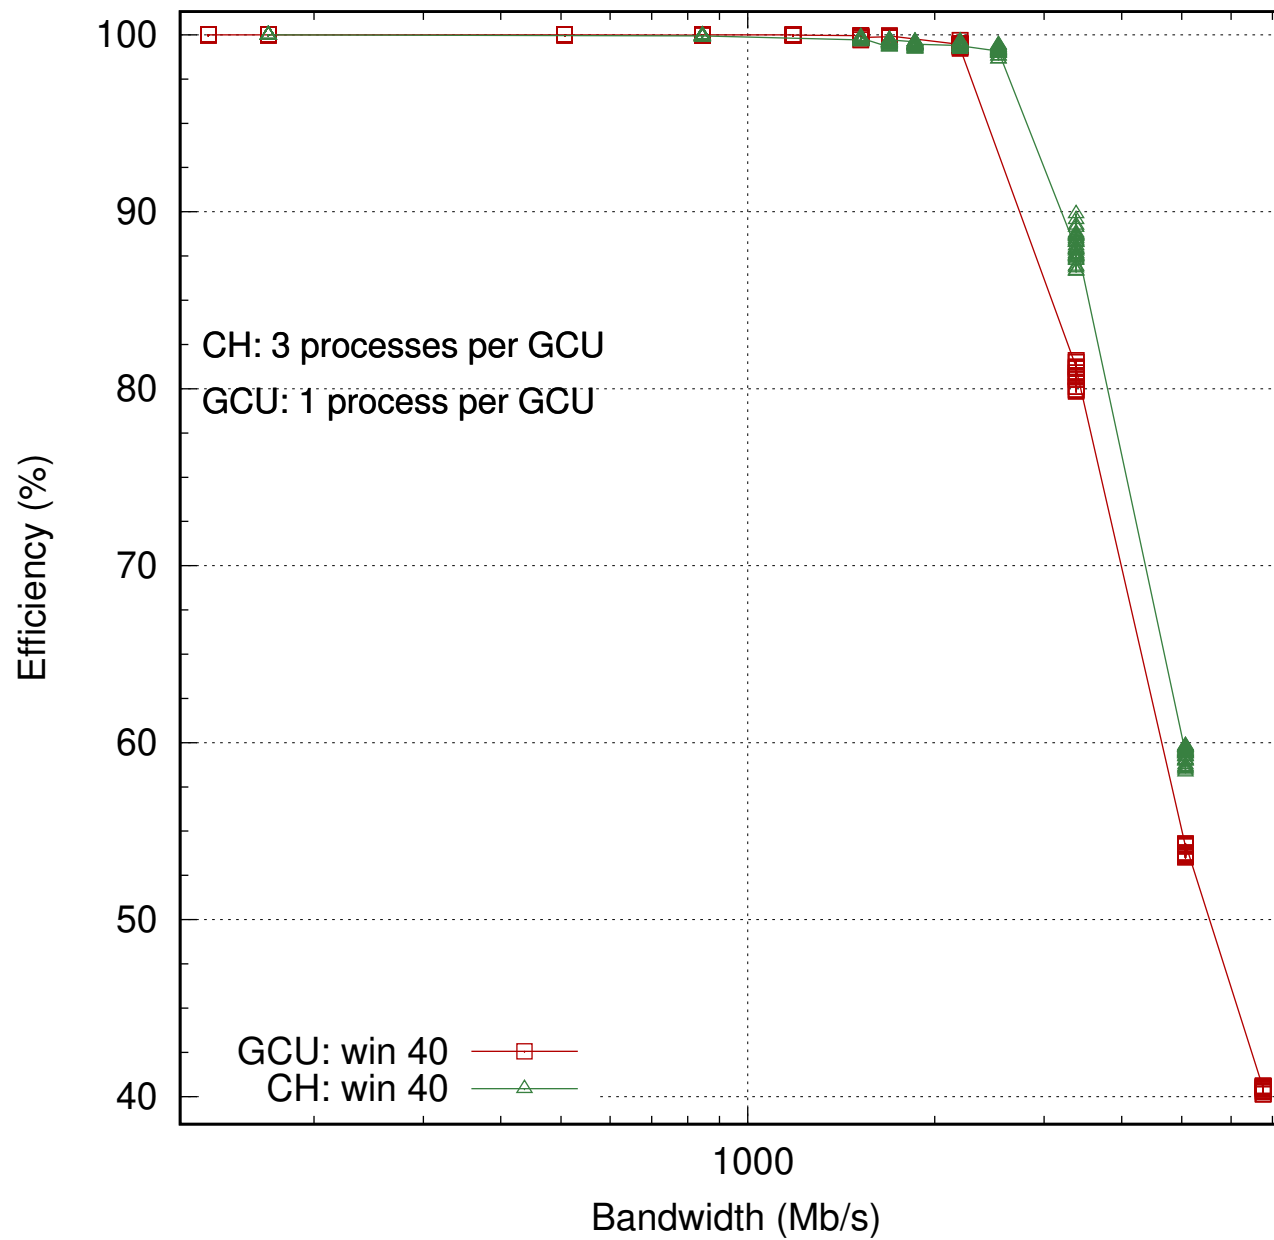 100
90
80
70
60
50
40
Efficiency (%)
CH: 3 processes per GCU
GCU: 1 process per GCU
GCU: win 40
CH: win 40
1000
Bandwidth (Mb/s)